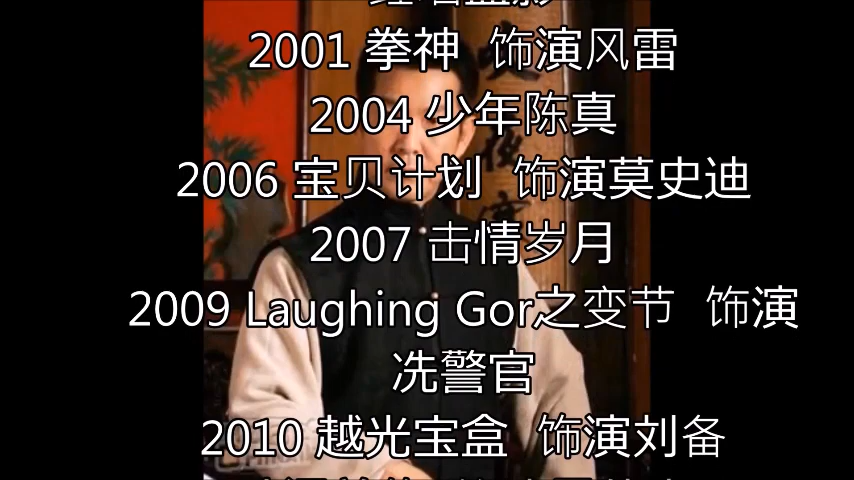 2001 拳神 饰演风雷
2004 少年陈真
2006 宝贝计划 饰演莫史迪
2007 击情岁月
2009 Laughing Gor之变节 饰演
冼警官
2010 越光宝盒 饰演刘备